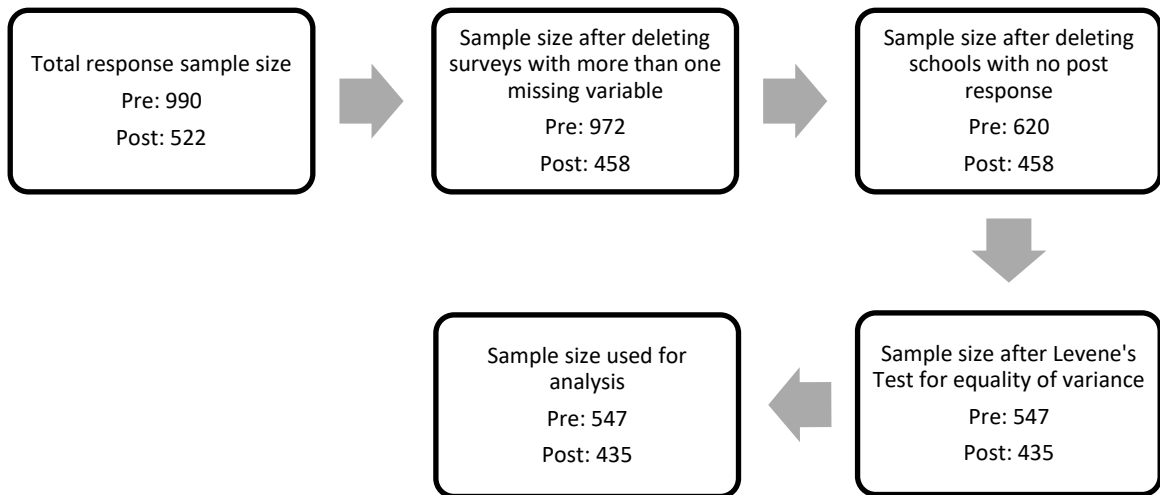 Total response sample size
Pre: 990
Post: 522
Sample size after deleting
surveys with more than one
missing variable
Pre: 972
Post: 458
Sample size after deleting
schools with no post
response
Pre: 620
Post: 458
Sample size after Levene's
Test for equality of variance
Pre: 547
Post: 435
Sample size used for
analysis
Pre: 547
Post: 435